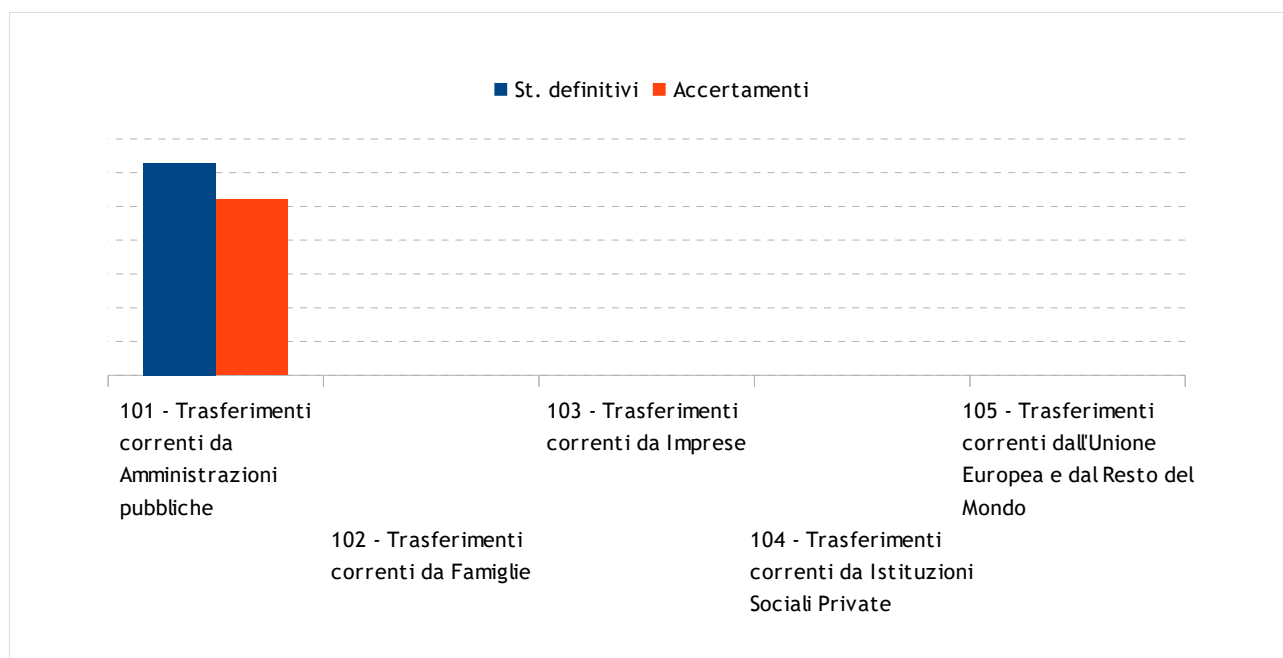 St. definitivi Accertamenti
101 - Trasferimenti
correnti da
Amministrazioni
pubbliche
102 - Trasferimenti
correnti da Famiglie
103 - Trasferimenti
correnti da Imprese
104 - Trasferimenti
correnti da Istituzioni
Sociali Private
105 - Trasferimenti
correnti dall'Unione
Europea e dal Resto del
Mondo